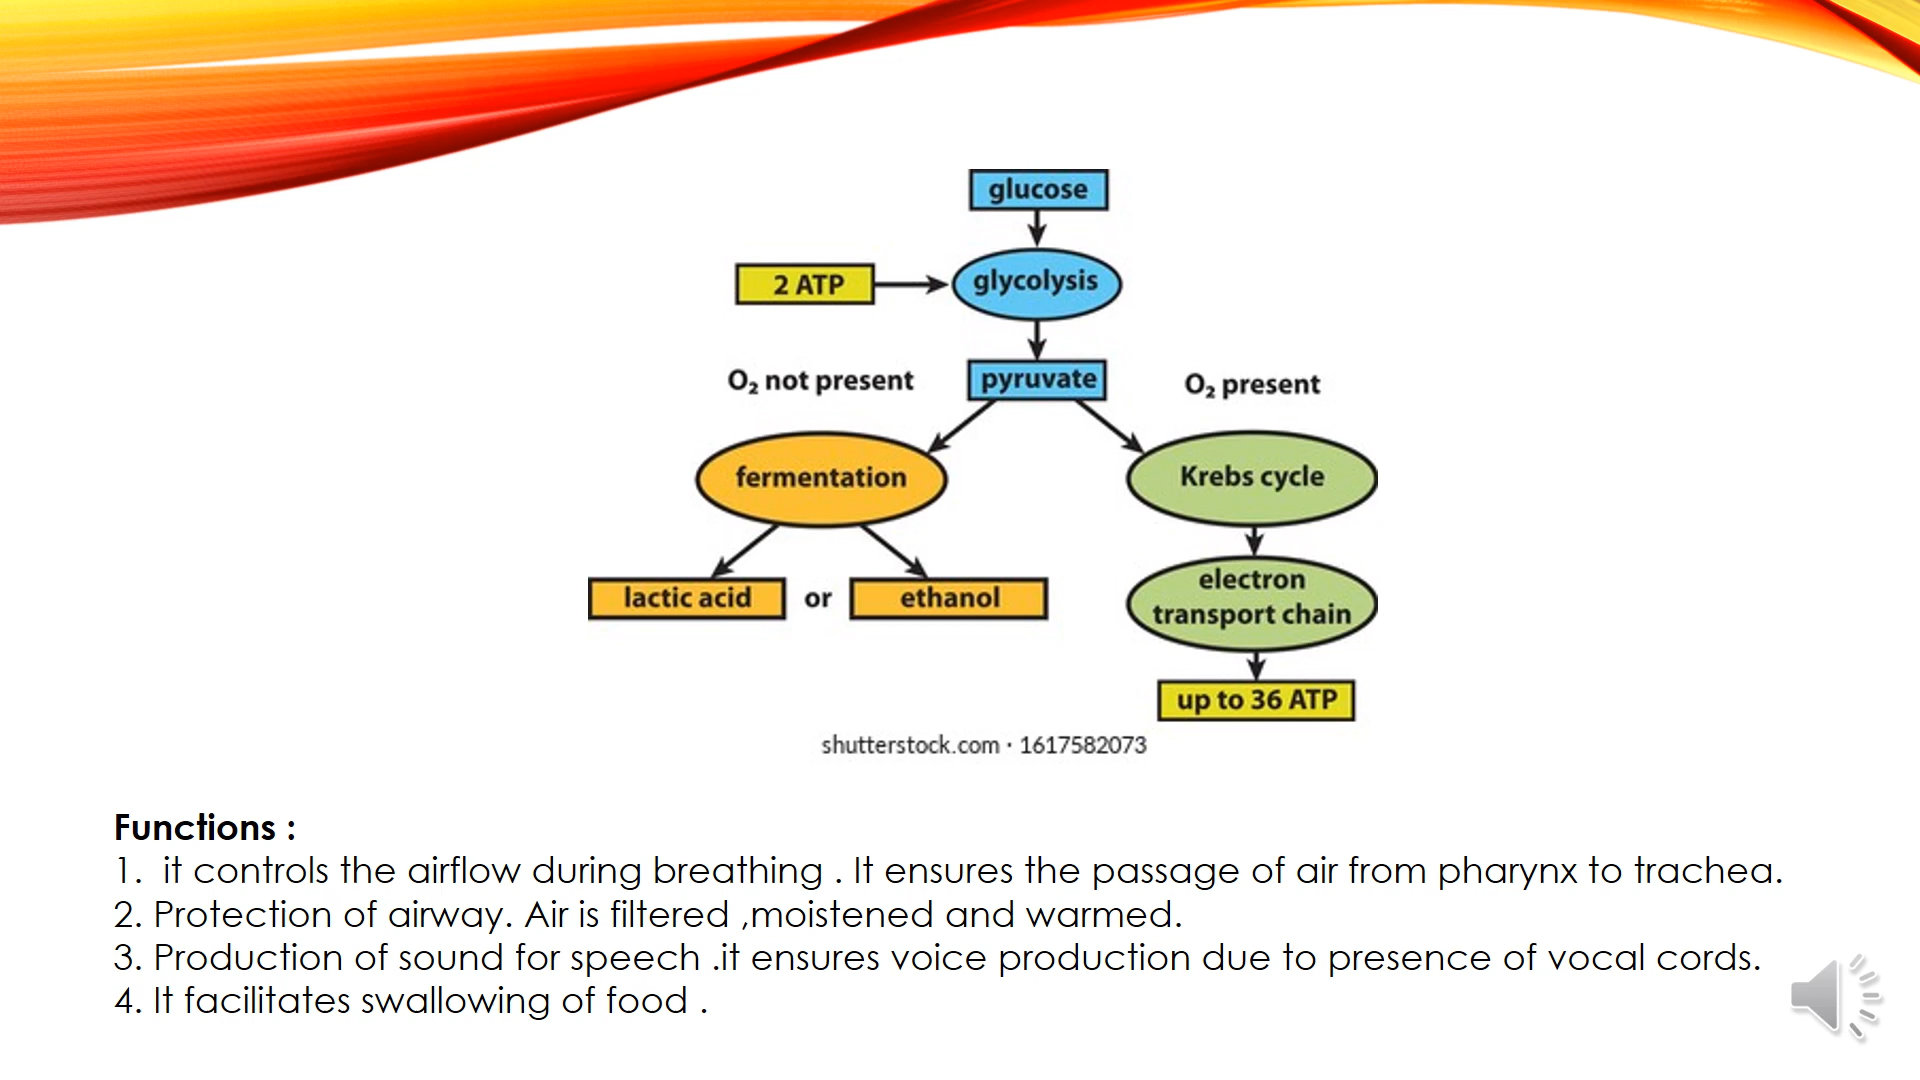 glucose
2 ATP
glycolysis
O₂ not present
pyruvate
O₂ present
fermentation
Krebs cycle
lactic acid or ethanol
electron
transport chain
up to 36 ATP
shutterstock.com · 1617582073
Functions :
1. it controls the airflow during breathing . It ensures the passage of air from pharynx to trachea.
2. Protection of airway. Air is filtered ,moistened and warmed.
3. Production of sound for speech .it ensures voice production due to presence of vocal cords.
4. It facilitates swallowing of food .